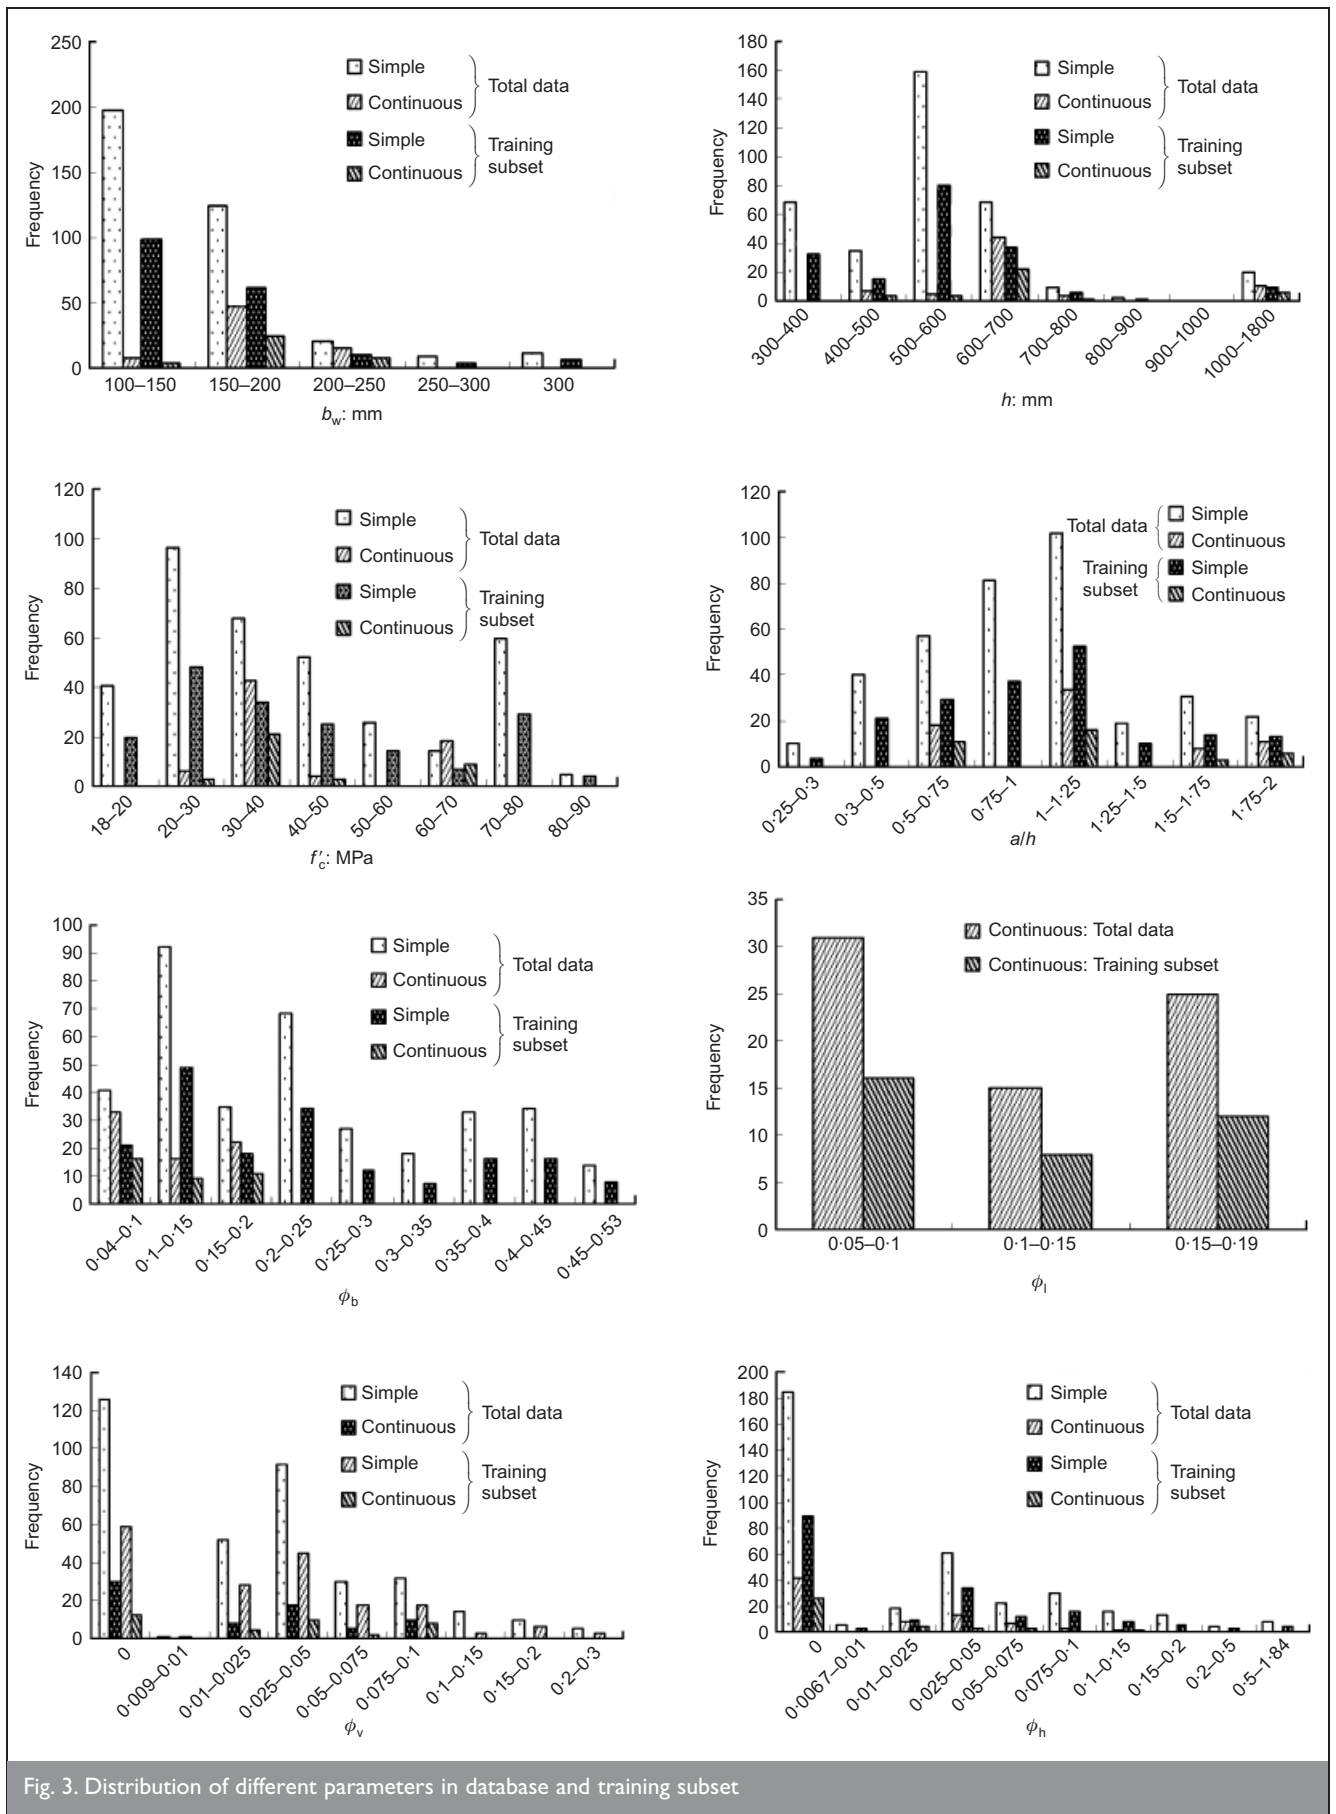 250
200
150
100
50
0
Frequency
Simple
Continuous
Total data
Simple
Continuous
Training
subset
100–150 150–200 200–250 250–300 300
bw: mm
180
160
140
120
100
80
60
40
20
0
Frequency
Simple
Continuous
Total data
Simple
Continuous
Training
subset
300–400 400–500 500–600 600–700 700–800 800–900 900–1000 1000–1800
h: mm
120
100
80
60
40
20
0
Frequency
Simple
Continuous
Total data
Simple
Continuous
Training
subset
18–20 20–30 30–40 40–50 50–60 60–70 70–80 80–90
f′c: MPa
120
100
80
60
40
20
0
Frequency
Total data
Simple
Continuous
Training
subset
Simple
Continuous
0·25–0·3 0·3–0·5 0·5–0·75 0·75–1 1–1·25 1·25–1·5 1·5–1·75 1·75–2
a/h
100
90
80
70
60
50
40
30
20
10
0
Frequency
Simple
Continuous
Total data
Simple
Continuous
Training
subset
0·04–0·1 0·1–0·15 0·15–0·2 0·2–0·25 0·25–0·3 0·3–0·35 0·35–0·4 0·4–0·45 0·45–0·53
ϕb
35
30
25
20
15
10
5
0
Frequency
Continuous: Total data
Continuous: Training subset
0·05–0·1 0·1–0·15 0·15–0·19
ϕl
140
120
100
80
60
40
20
0
Frequency
Simple
Continuous
Total data
Simple
Continuous
Training
subset
0 0·009–0·01 0·01–0·025 0·025–0·05 0·05–0·075 0·075–0·1 0·1–0·15 0·15–0·2 0·2–0·3
ϕv
200
180
160
140
120
100
80
60
40
20
0
Frequency
Simple
Continuous
Total data
Simple
Continuous
Training
subset
0 0·0067–0·01 0·01–0·025 0·025–0·05 0·05–0·075 0·075–0·1 0·1–0·15 0·15–0·2 0·2–0·5 0·5–1·84
ϕh
Fig. 3. Distribution of different parameters in database and training subset